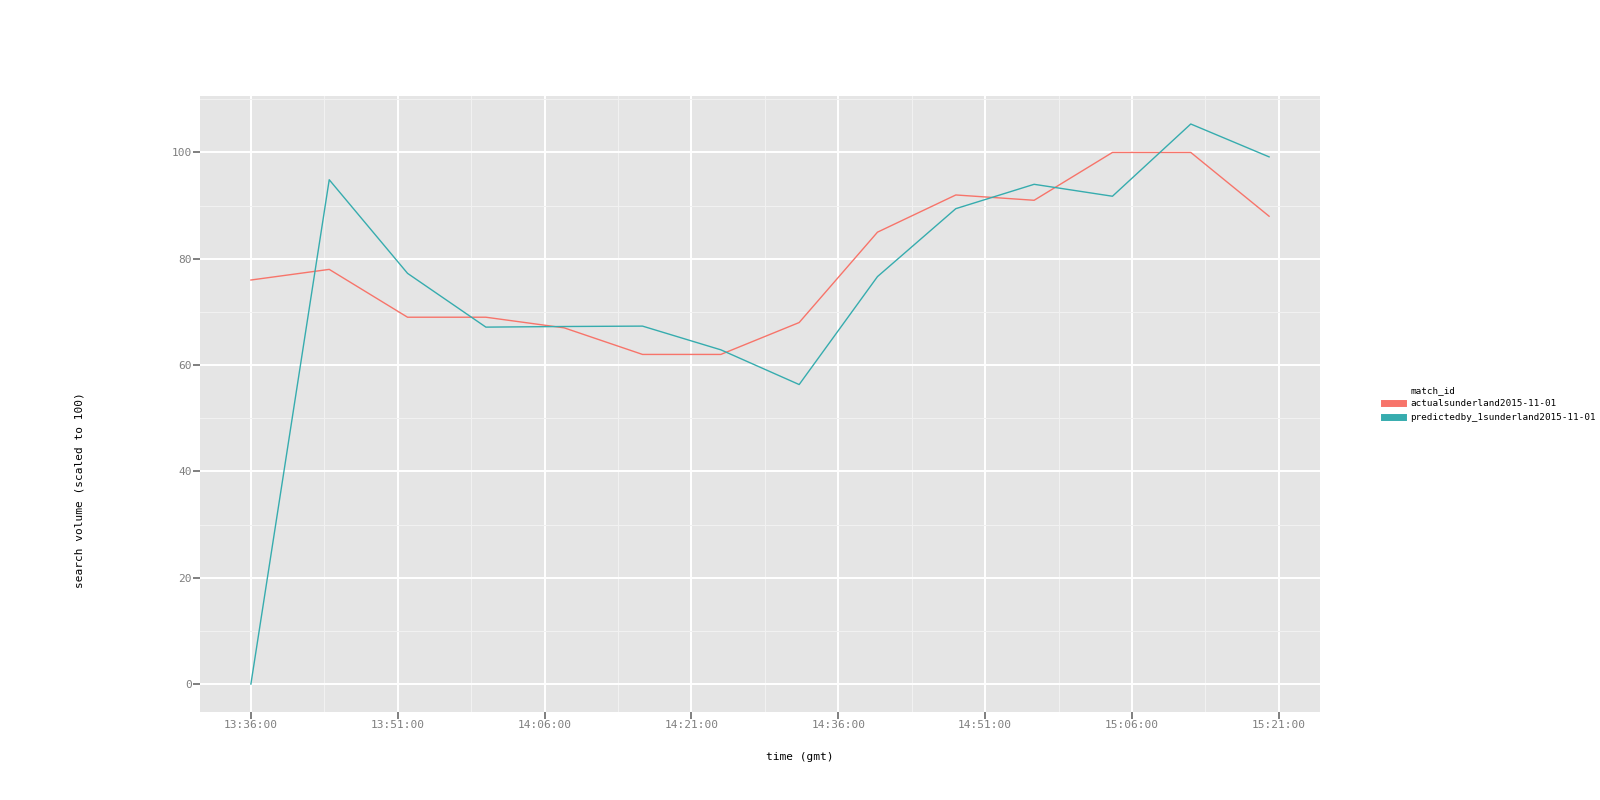 100
80
60
40
20
0
search volume (scaled to 100)
13:36:00 13:51:00 14:06:00 14:21:00 14:36:00 14:51:00 15:06:00 15:21:00
time (gmt)
match_id
actualsunderland2015-11-01
predictedby_1sunderland2015-11-01